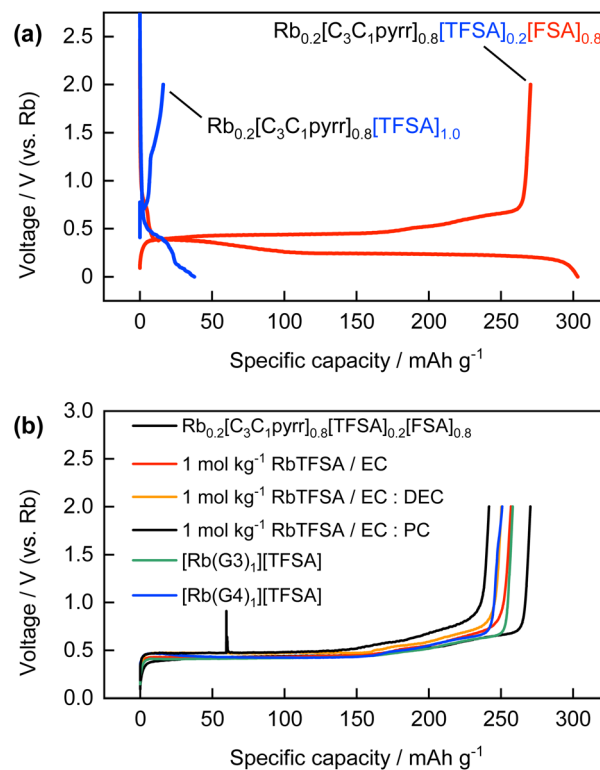 (a)
Rb0.2[C3C1pyrr]0.8[TFSA]0.2[FSA]0.8
Rb0.2[C3C1pyrr]0.8[TFSA]1.0
2.5
2.0
1.5
1.0
0.5
0
Voltage / V (vs. Rb)
0 50 100 150 200 250 300
Specific capacity / mAh g-1
(b)
3.0
2.5
2.0
1.5
1.0
0.5
0.0
Voltage / V (vs. Rb)
Rb0.2[C3C1pyrr]0.8[TFSA]0.2[FSA]0.8
1 mol kg-1 RbTFSA / EC
1 mol kg-1 RbTFSA / EC : DEC
1 mol kg-1 RbTFSA / EC : PC
[Rb(G3)1][TFSA]
[Rb(G4)1][TFSA]
0 50 100 150 200 250 300
Specific capacity / mAh g-1